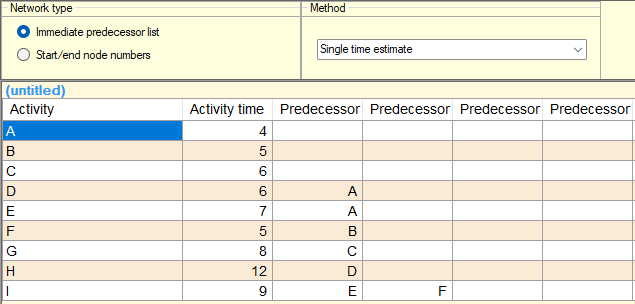 Network type
Method
Immediate predecessor list
Start/end node numbers
Single time estimate
(untitled)
Activity Activity time Predecessor Predecessor Predecessor Predecessor
A 4
B 5
C 6
D 6 A
E 7 A
F 5 B
G 8 C
H 12 D
I 9 E F